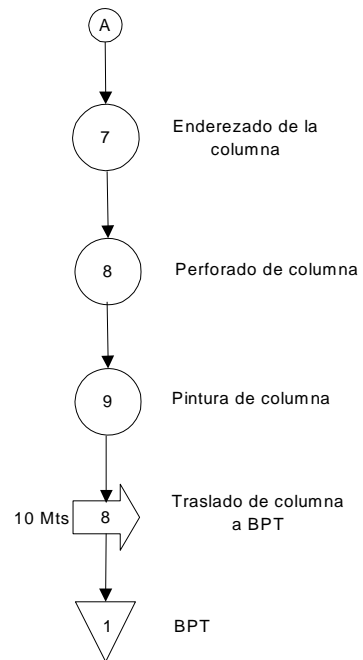 A
7
Enderezado de la
columna
8
Perforado de columna
9
Pintura de columna
10 Mts
8
Traslado de columna
a BPT
1
BPT